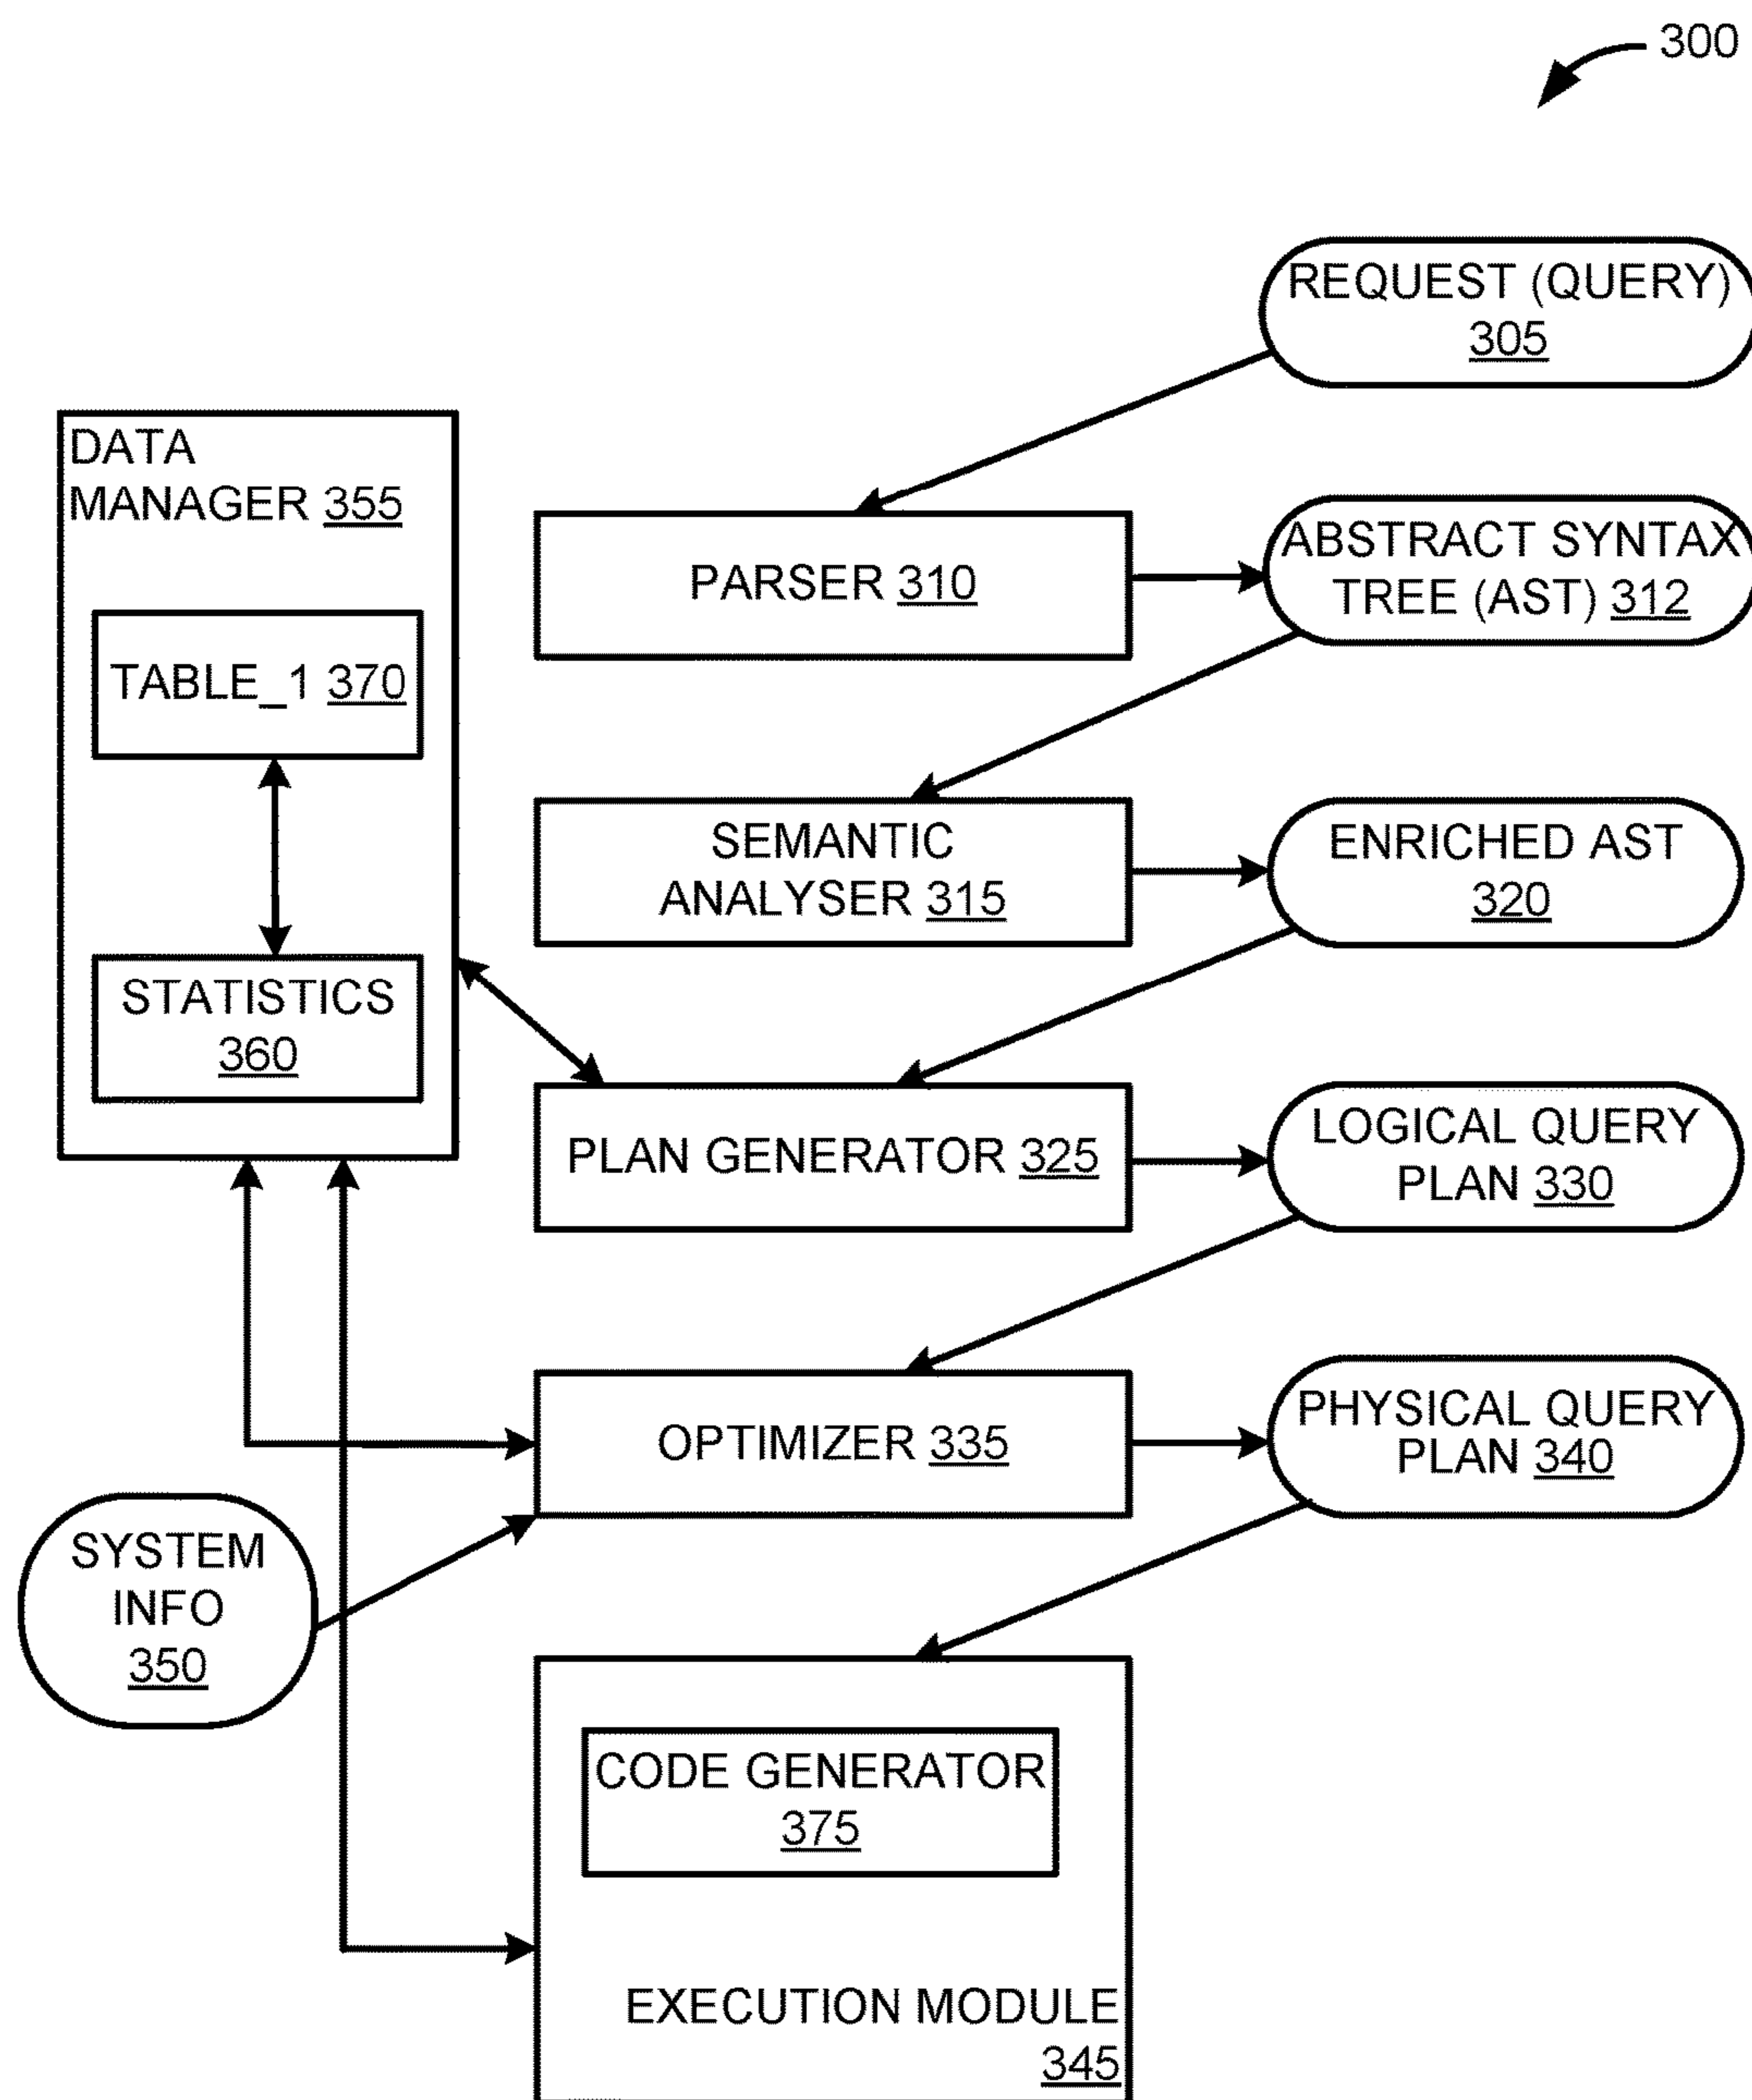 300
REQUEST (QUERY)
305
DATA
MANAGER 355
PARSER 310
ABSTRACT SYNTAX
TREE (AST) 312
TABLE_1 370
SEMANTIC
ANALYSER 315
ENRICHED AST
320
STATISTICS
360
PLAN GENERATOR 325
LOGICAL QUERY
PLAN 330
OPTIMIZER 335
PHYSICAL QUERY
PLAN 340
SYSTEM
INFO
350
CODE GENERATOR
375
EXECUTION MODULE
345